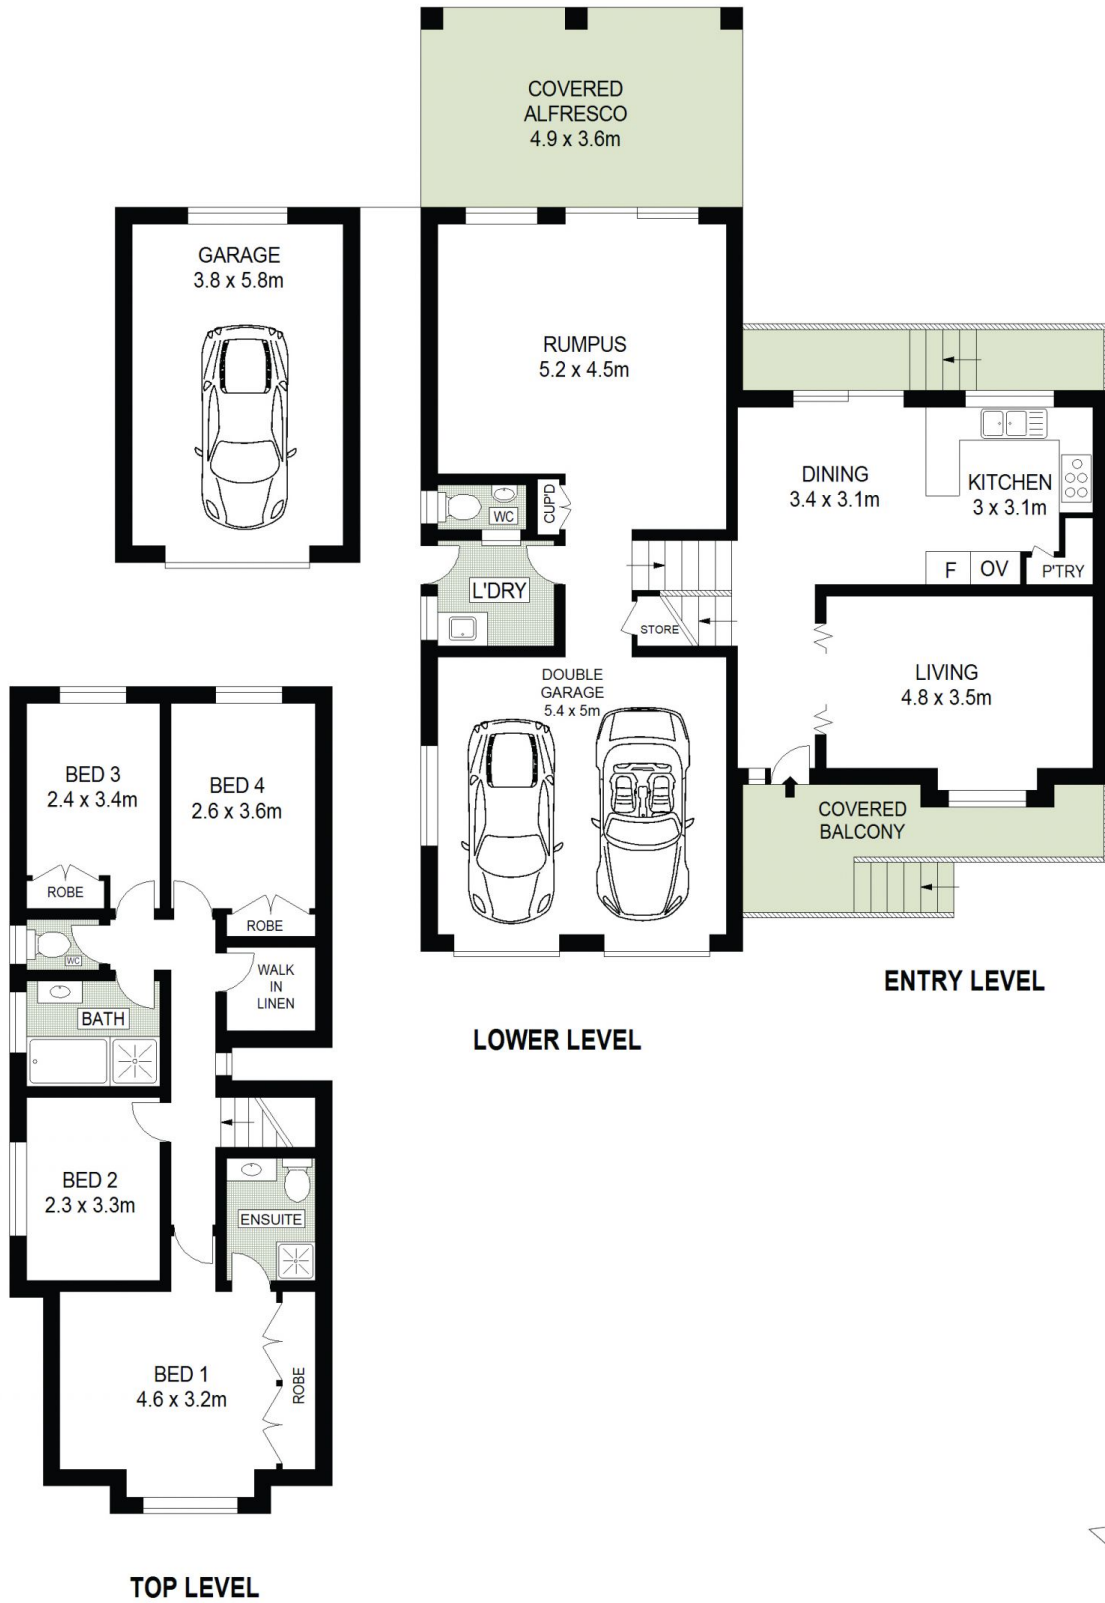 COVERED
ALFRESCO
4.9 x 3.6m
GARAGE
3.8 x 5.8m
RUMPUS
5.2 x 4.5m
CUP'D
WC
L'DRY
STORE
DOUBLE
GARAGE
5.4 x 5m
LOWER LEVEL
DINING
3.4 x 3.1m
KITCHEN
3 x 3.1m
F
OV
P'TRY
LIVING
4.8 x 3.5m
COVERED
BALCONY
ENTRY LEVEL
BED 3
2.4 x 3.4m
BED 4
2.6 x 3.6m
ROBE
ROBE
WC
WALK
IN
LINEN
BATH
BED 2
2.3 x 3.3m
ENSUITE
BED 1
4.6 x 3.2m
ROBE
TOP LEVEL